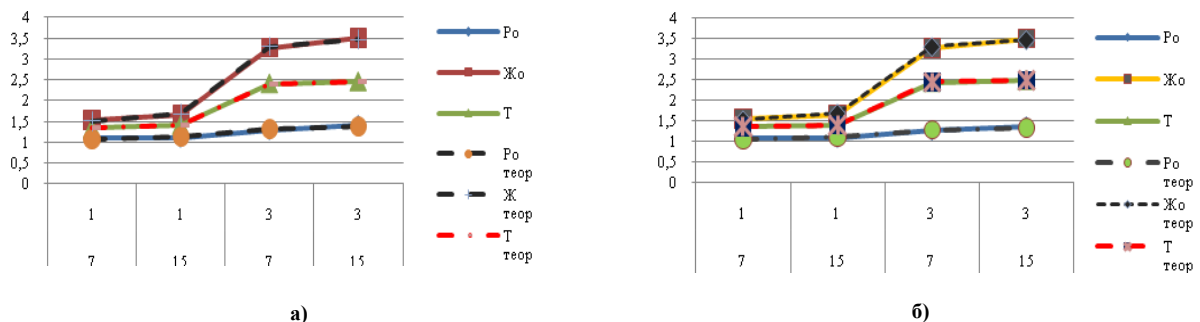 4
3,5
3
2,5
2
1,5
1
0,5
0
1 1 3 3
7 15 7 15
Ро
Жо
Т
Ро
теор
Ж
теор
Т
теор
а)
4
3,5
3
2,5
2
1,5
1
0,5
0
1 1 3 3
7 15 7 15
Ро
Жо
Т
Ро
теор
Жо
теор
Т
теор
б)